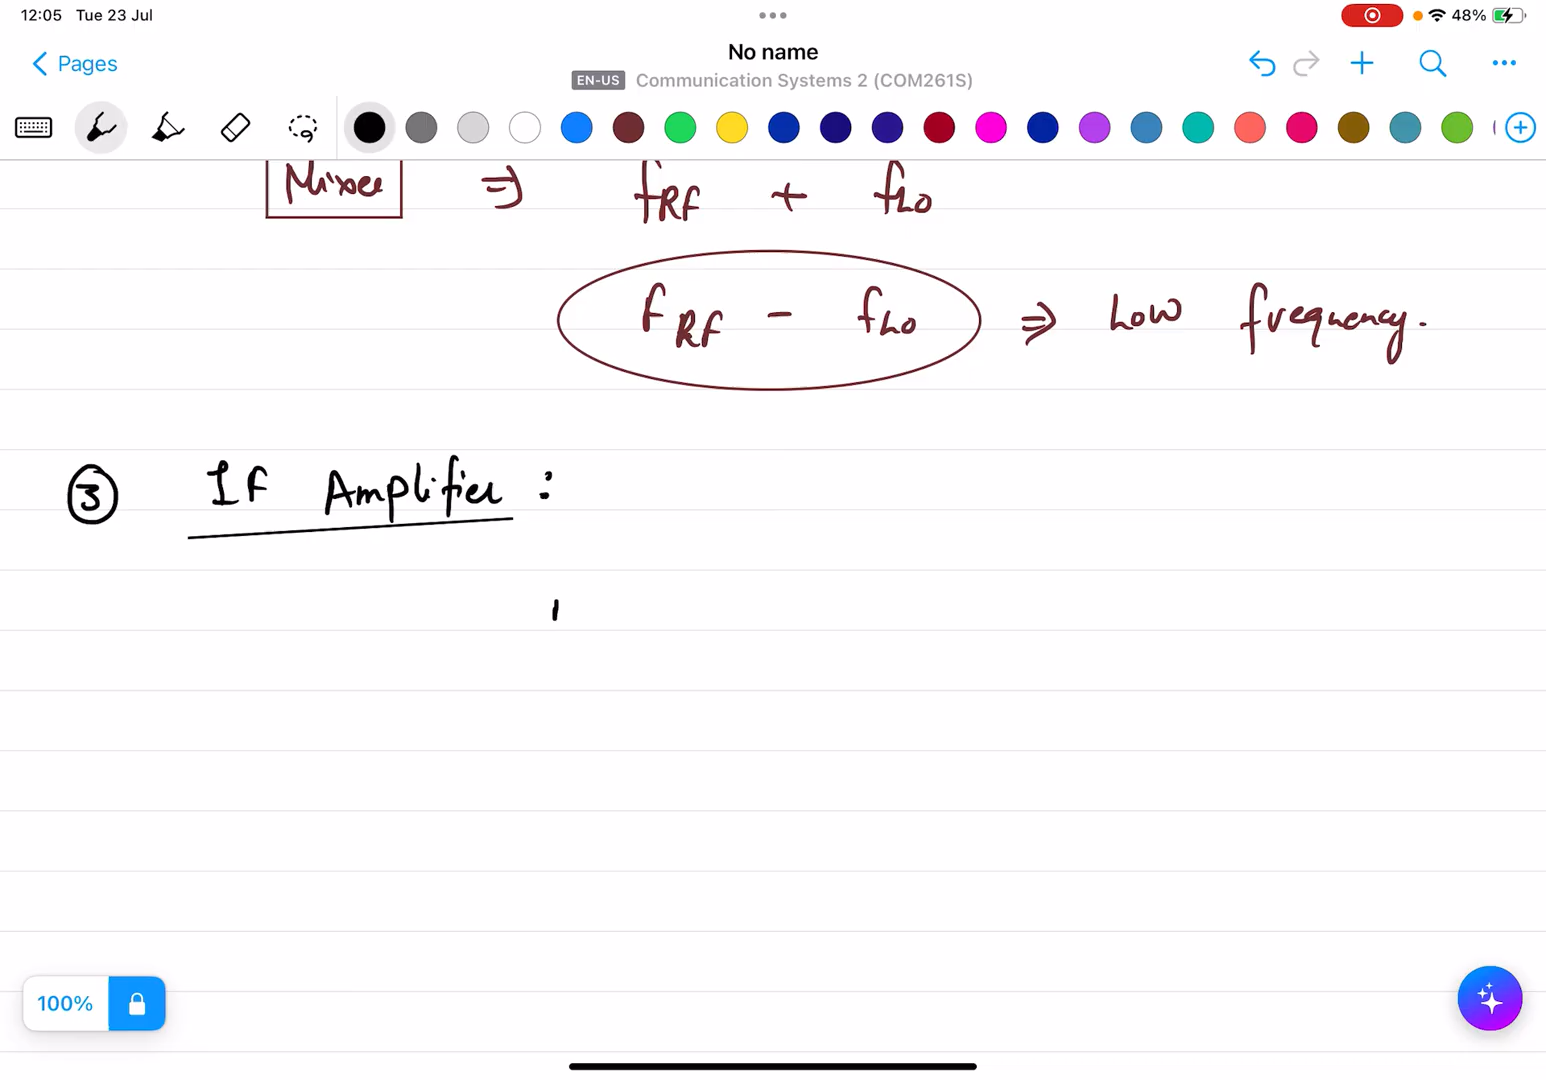 12:05 Tue 23 Jul
48%
Pages
No name
EN-US Communication Systems 2 (COM261S)
Mixer ⇒ fRF + fLo
fRF - fLo ⇒ Low frequency.
③ IF Amplifier :
100%